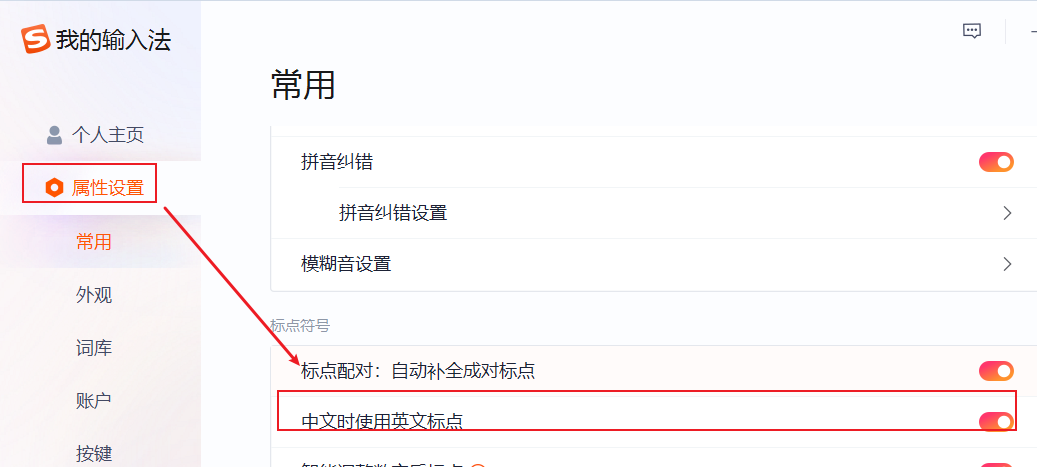 我的输入法
个人主页
属性设置
常用
外观
词库
账户
按键
常用
拼音纠错
拼音纠错设置
模糊音设置
标点符号
标点配对：自动补全成对标点
中文时使用英文标点